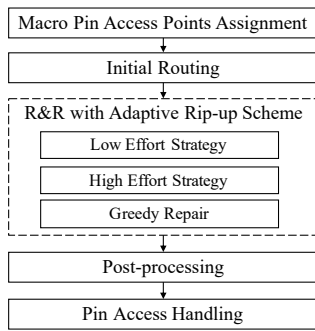 Macro Pin Access Points Assignment
Initial Routing
R&R with Adaptive Rip-up Scheme
Low Effort Strategy
High Effort Strategy
Greedy Repair
Post-processing
Pin Access Handling